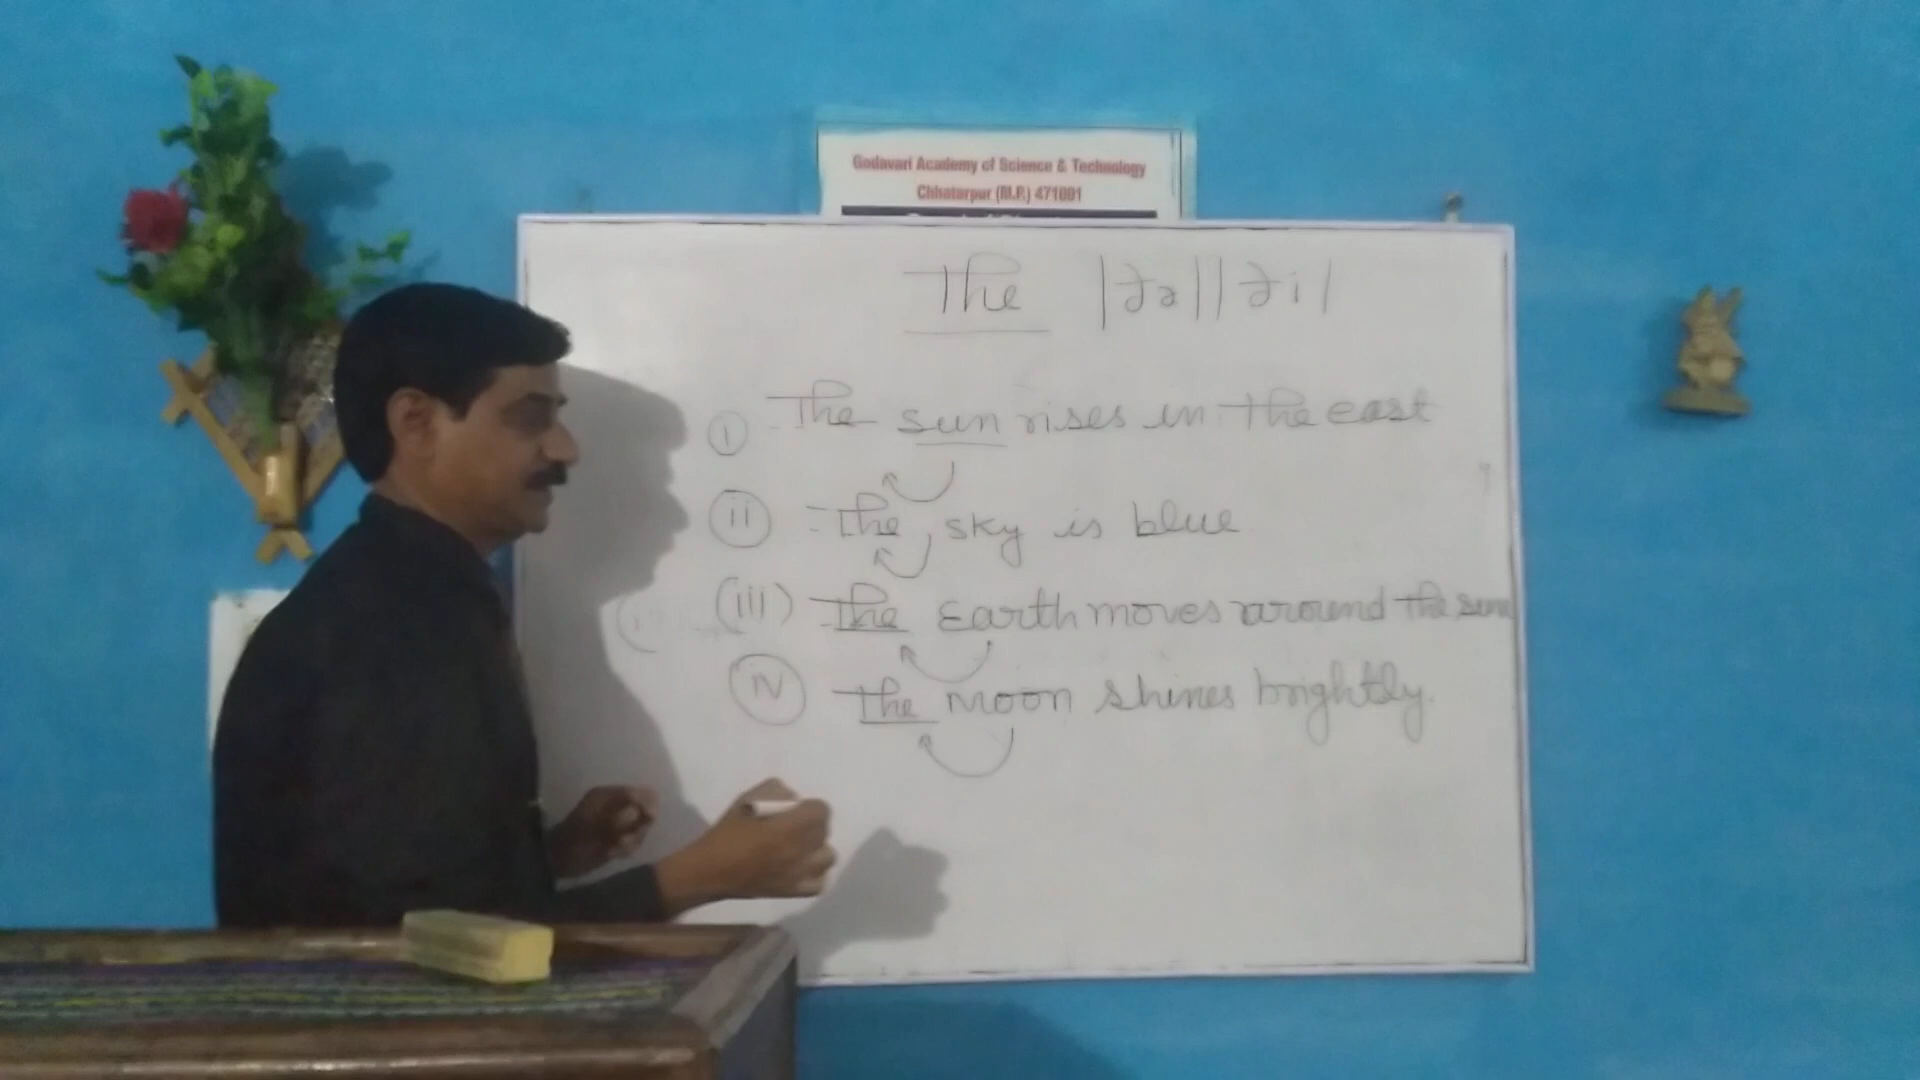 Godavari Academy of Science & Technology
Chhatarpur (M.P.) 471001
The |ðə| |ði|
(i) The sun rises in the east
(ii) The sky is blue
(iii) The Earth moves around the sun
(iv) The Moon shines brightly.